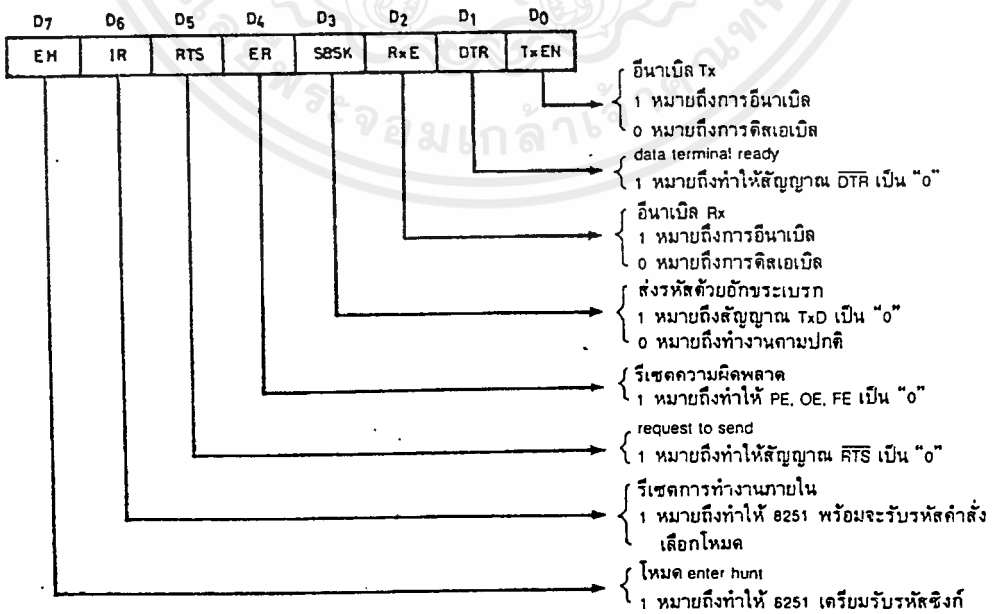 D7 D6 D5 D4 D3 D2 D1 D0
EH IR RTS ER SBSK RxE DTR TxEN
อีนาเบิล Tx
1 หมายถึงการอีนาเบิล
0 หมายถึงการดิสเอเบิล
data terminal ready
1 หมายถึงทำให้สัญญาณ D̅T̅R̅ เป็น "0"
อีนาเบิล Rx
1 หมายถึงการอีนาเบิล
0 หมายถึงการดิสเอเบิล
ส่งรหัสด้วยอักขระเบรก
1 หมายถึงสัญญาณ TxD เป็น "0"
0 หมายถึงทำงานตามปกติ
รีเซตความผิดพลาด
1 หมายถึงทำให้ PE, OE, FE เป็น "0"
request to send
1 หมายถึงทำให้สัญญาณ R̅T̅S̅ เป็น "0"
รีเซตการทำงานภายใน
1 หมายถึงทำให้ 8251 พร้อมจะรับรหัสคำสั่ง
เลือกโหมด
โหมด enter hunt
1 หมายถึงทำให้ 8251 เตรียมรับรหัสซิงก์